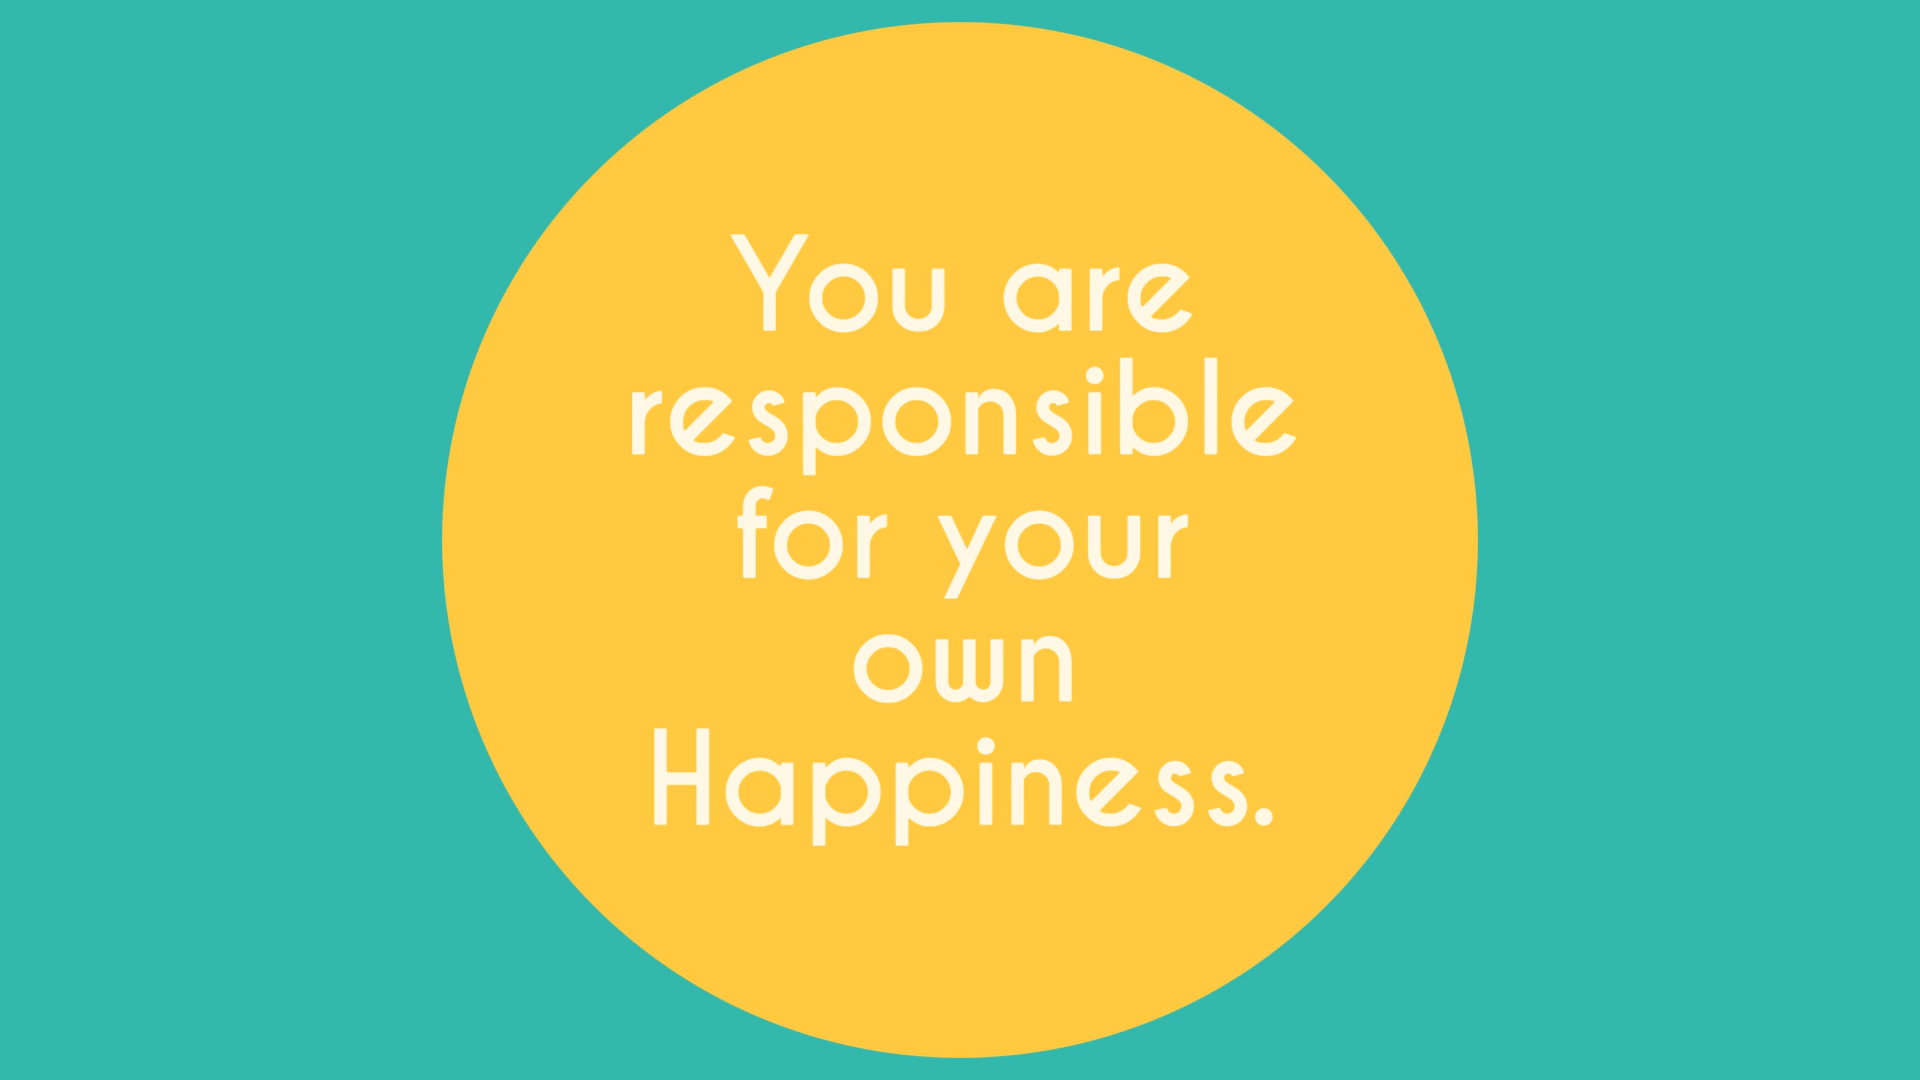 You are
responsible
for your
own
Happiness.